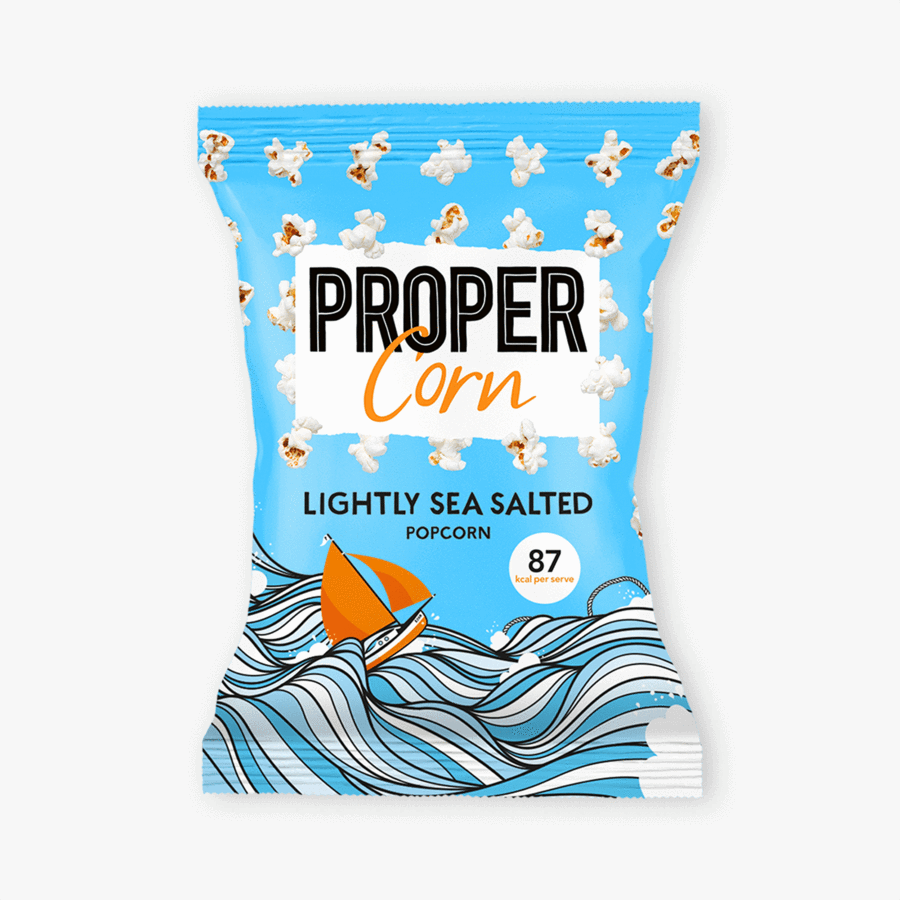 PROPER
Corn
LIGHTLY SEA SALTED
POPCORN
87
kcal per serve